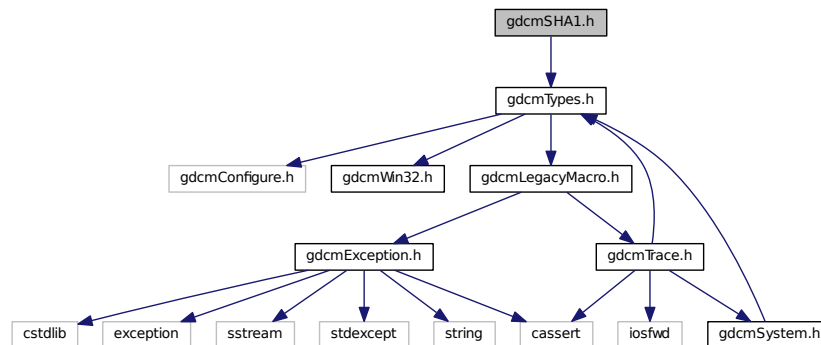 gdcmSHA1.h
gdcmTypes.h
gdcmConfigure.h
gdcmWin32.h
gdcmLegacyMacro.h
gdcmException.h
gdcmTrace.h
cstdlib
exception
sstream
stdexcept
string
cassert
iosfwd
gdcmSystem.h